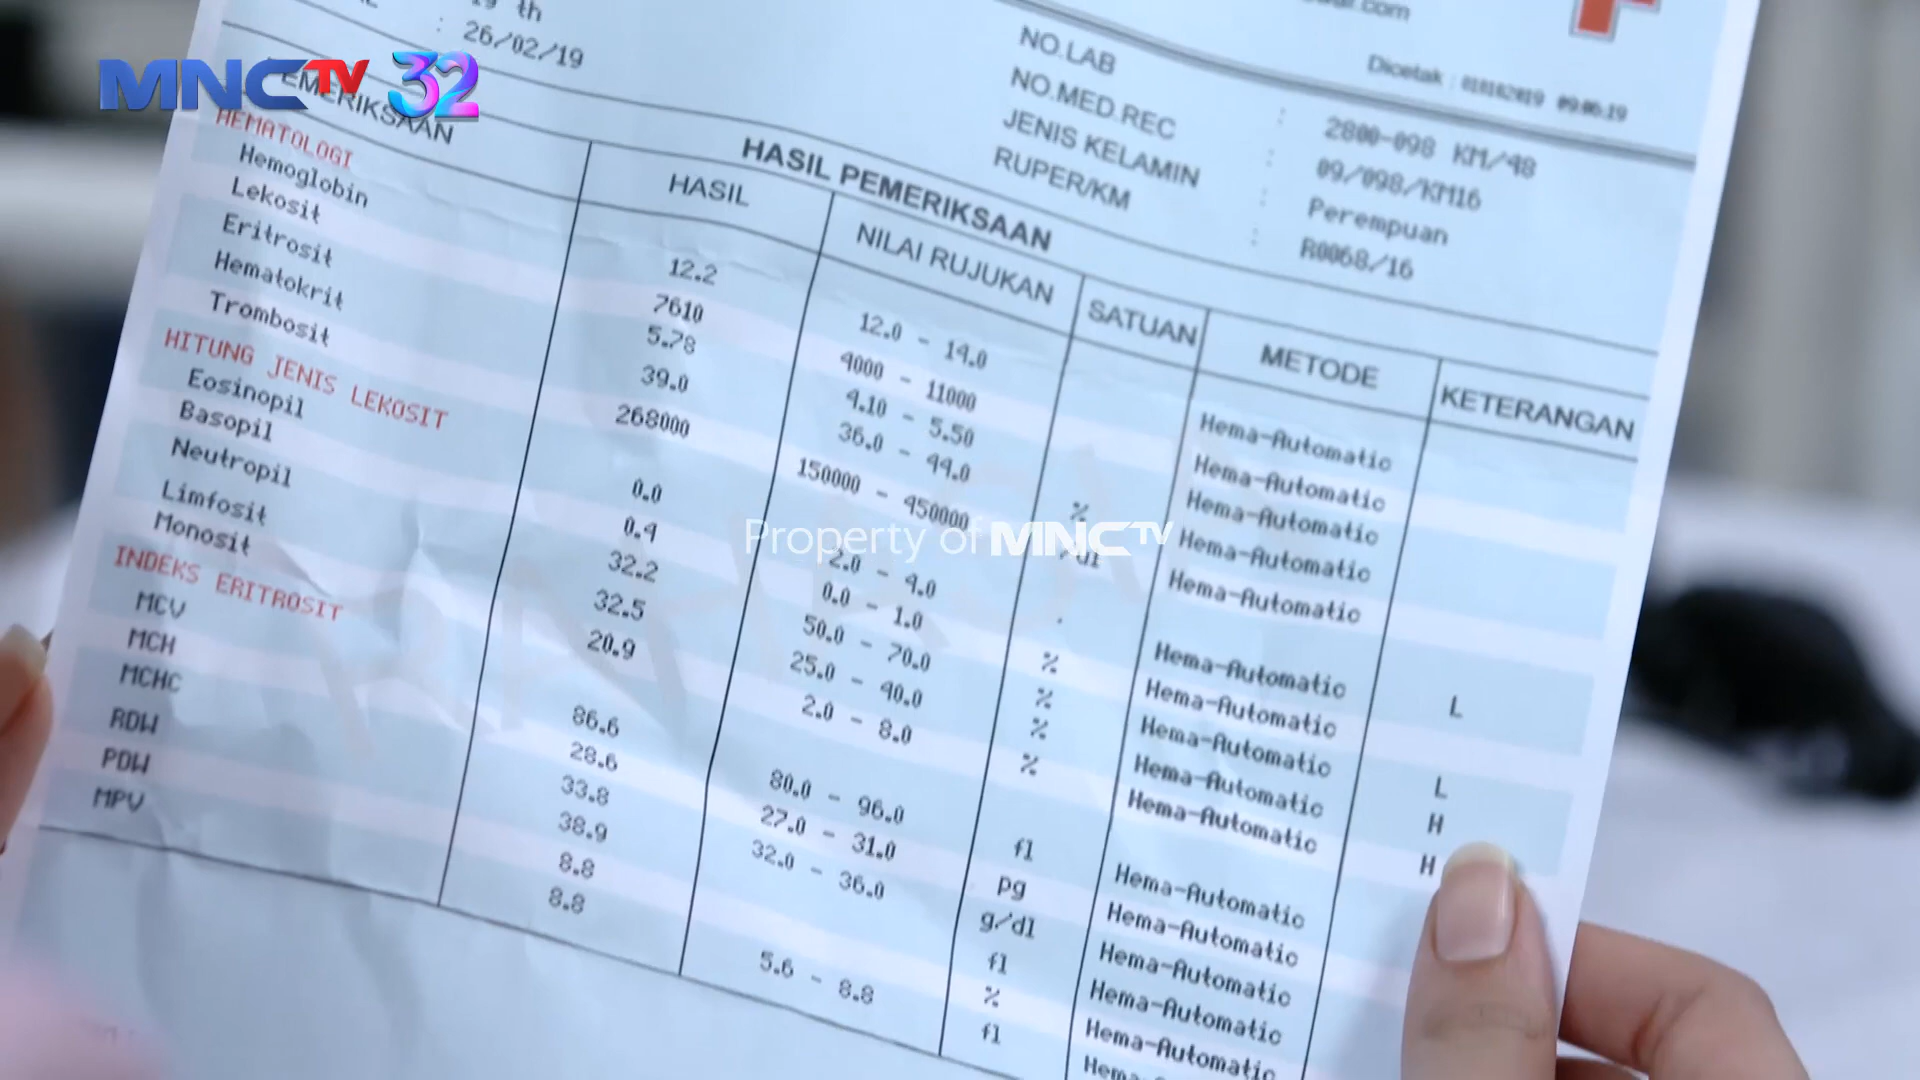 19 th
: 26/02/19
MNCTV 32
NO.LAB : 2800-098 KM/48
NO.MED.REC : 09/098/KM16
JENIS KELAMIN : Perempuan
RUPER/KM : R0068/16
Dicetak :
HASIL PEMERIKSAAN
PEMERIKSAAN HASIL NILAI RUJUKAN SATUAN METODE KETERANGAN
HEMATOLOGI
Hemoglobin 12.2 12.0 - 14.0 Hema-Automatic
Lekosit 7610 4000 - 11000 Hema-Automatic
Eritrosit 5.78 4.10 - 5.50 Hema-Automatic
Hematokrit 39.0 36.0 - 44.0 % Hema-Automatic
Trombosit 268000 150000 - 450000 Hema-Automatic
HITUNG JENIS LEKOSIT
Eosinopil 0.0 2.0 - 4.0 Hema-Automatic L
Basopil 0.4 0.0 - 1.0 % Hema-Automatic
Neutropil 32.2 50.0 - 70.0 % Hema-Automatic L
Limfosit 32.5 25.0 - 40.0 % Hema-Automatic H
Monosit 20.9 2.0 - 8.0 % Hema-Automatic H
INDEKS ERITROSIT
MCV 86.6 80.0 - 96.0 fl Hema-Automatic
MCH 28.6 27.0 - 31.0 pg Hema-Automatic
MCHC 33.8 32.0 - 36.0 g/dl Hema-Automatic
RDW 38.9 fl Hema-Automatic
PDW 8.8 % Hema-Automatic
MPV 8.8 5.6 - 8.8 fl
Property of MNCTV